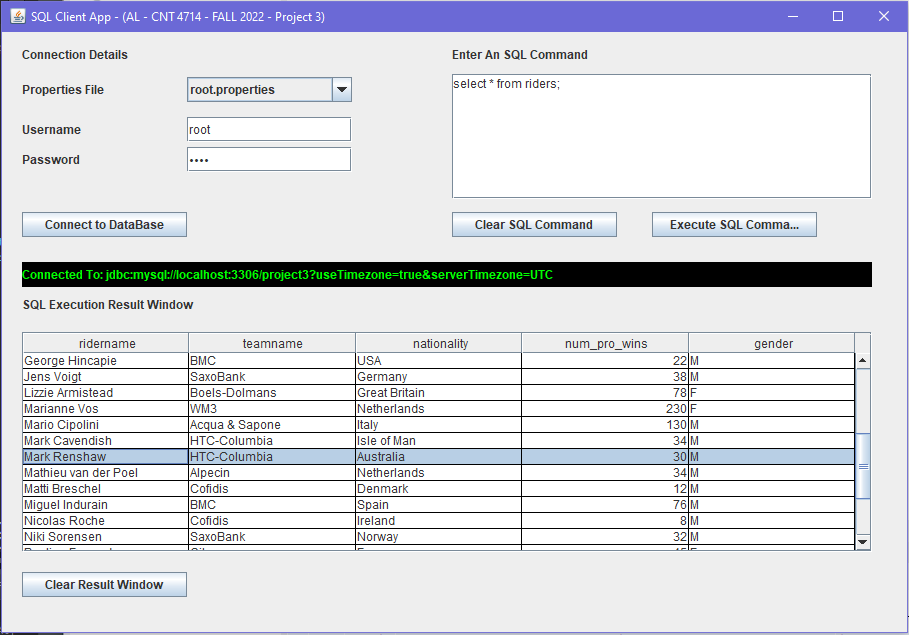 SQL Client App - (AL - CNT 4714 - FALL 2022 - Project 3)
Connection Details
Enter An SQL Command
Properties File
root.properties
select * from riders;
Username
root
Password
••••
Connect to DataBase
Clear SQL Command
Execute SQL Comma...
Connected To: jdbc:mysql://localhost:3306/project3?useTimezone=true&serverTimezone=UTC
SQL Execution Result Window
ridername teamname nationality num_pro_wins gender
George Hincapie BMC USA 22 M
Jens Voigt SaxoBank Germany 38 M
Lizzie Armistead Boels-Dolmans Great Britain 78 F
Marianne Vos WM3 Netherlands 230 F
Mario Cipolini Acqua & Sapone Italy 130 M
Mark Cavendish HTC-Columbia Isle of Man 34 M
Mark Renshaw HTC-Columbia Australia 30 M
Mathieu van der Poel Alpecin Netherlands 34 M
Matti Breschel Cofidis Denmark 12 M
Miguel Indurain BMC Spain 76 M
Nicolas Roche Cofidis Ireland 8 M
Niki Sorensen SaxoBank Norway 32 M
Clear Result Window